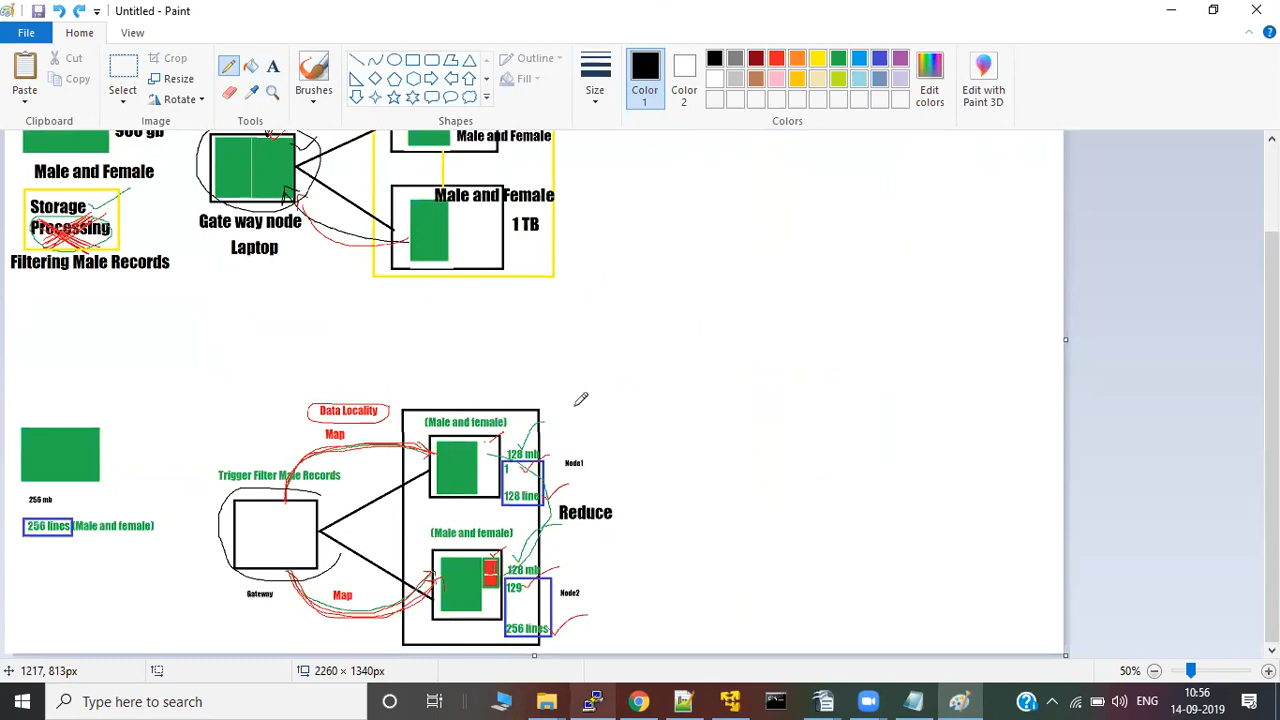 Untitled - Paint
File
Home
View
Paste
Cut
Copy
Clipboard
Select
Crop
Resize
Rotate
Image
Tools
Brushes
Outline
Fill
Shapes
Size
Color 1
Color 2
Edit colors
Edit with Paint 3D
Colors
500 gb
Male and Female
Storage
Processing
Filtering Male Records
Gate way node
Laptop
Male and Female
Male and Female
1 TB
256 mb
256 lines (Male and female)
Data Locality
Map
Trigger Filter Male Records
Gateway
Map
(Male and female)
128 mb
1
128 line
Node1
Reduce
(Male and female)
128 mb
129
256 lines
Node2
1217, 813px
2260 × 1340px
50%
Type here to search
ENG
10:56
14-09-2019